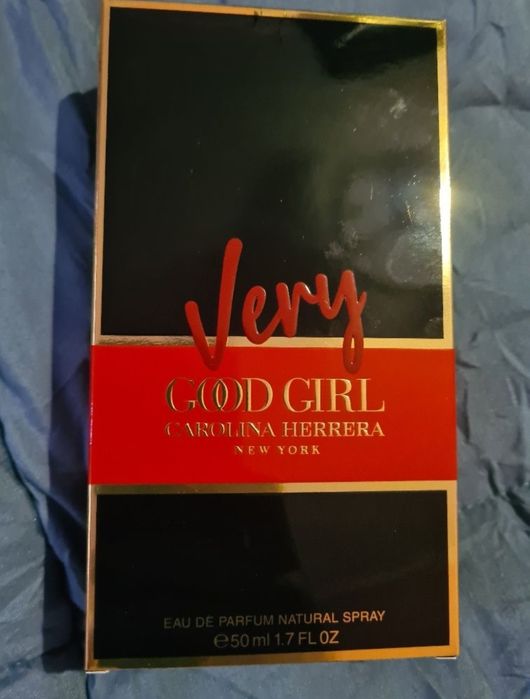 Very
GOOD GIRL
CAROLINA HERRERA
NEW YORK
EAU DE PARFUM NATURAL SPRAY
℮50 ml 1.7 FL OZ